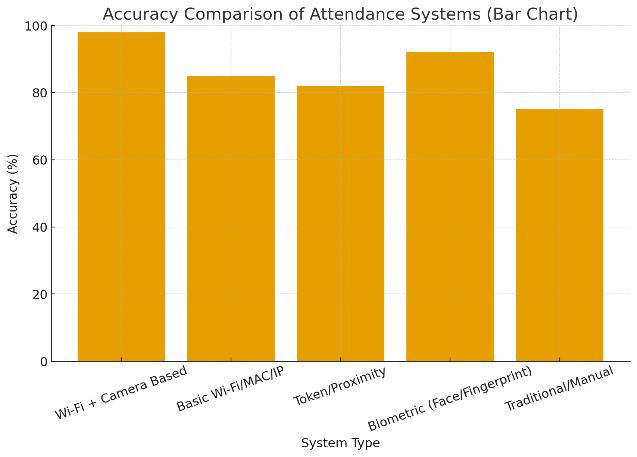 Accuracy Comparison of Attendance Systems (Bar Chart)
Accuracy (%)
100
80
60
40
20
0
Wi-Fi + Camera Based
Basic Wi-Fi/MAC/IP
Token/Proximity
Biometric (Face/Fingerprint)
Traditional/Manual
System Type